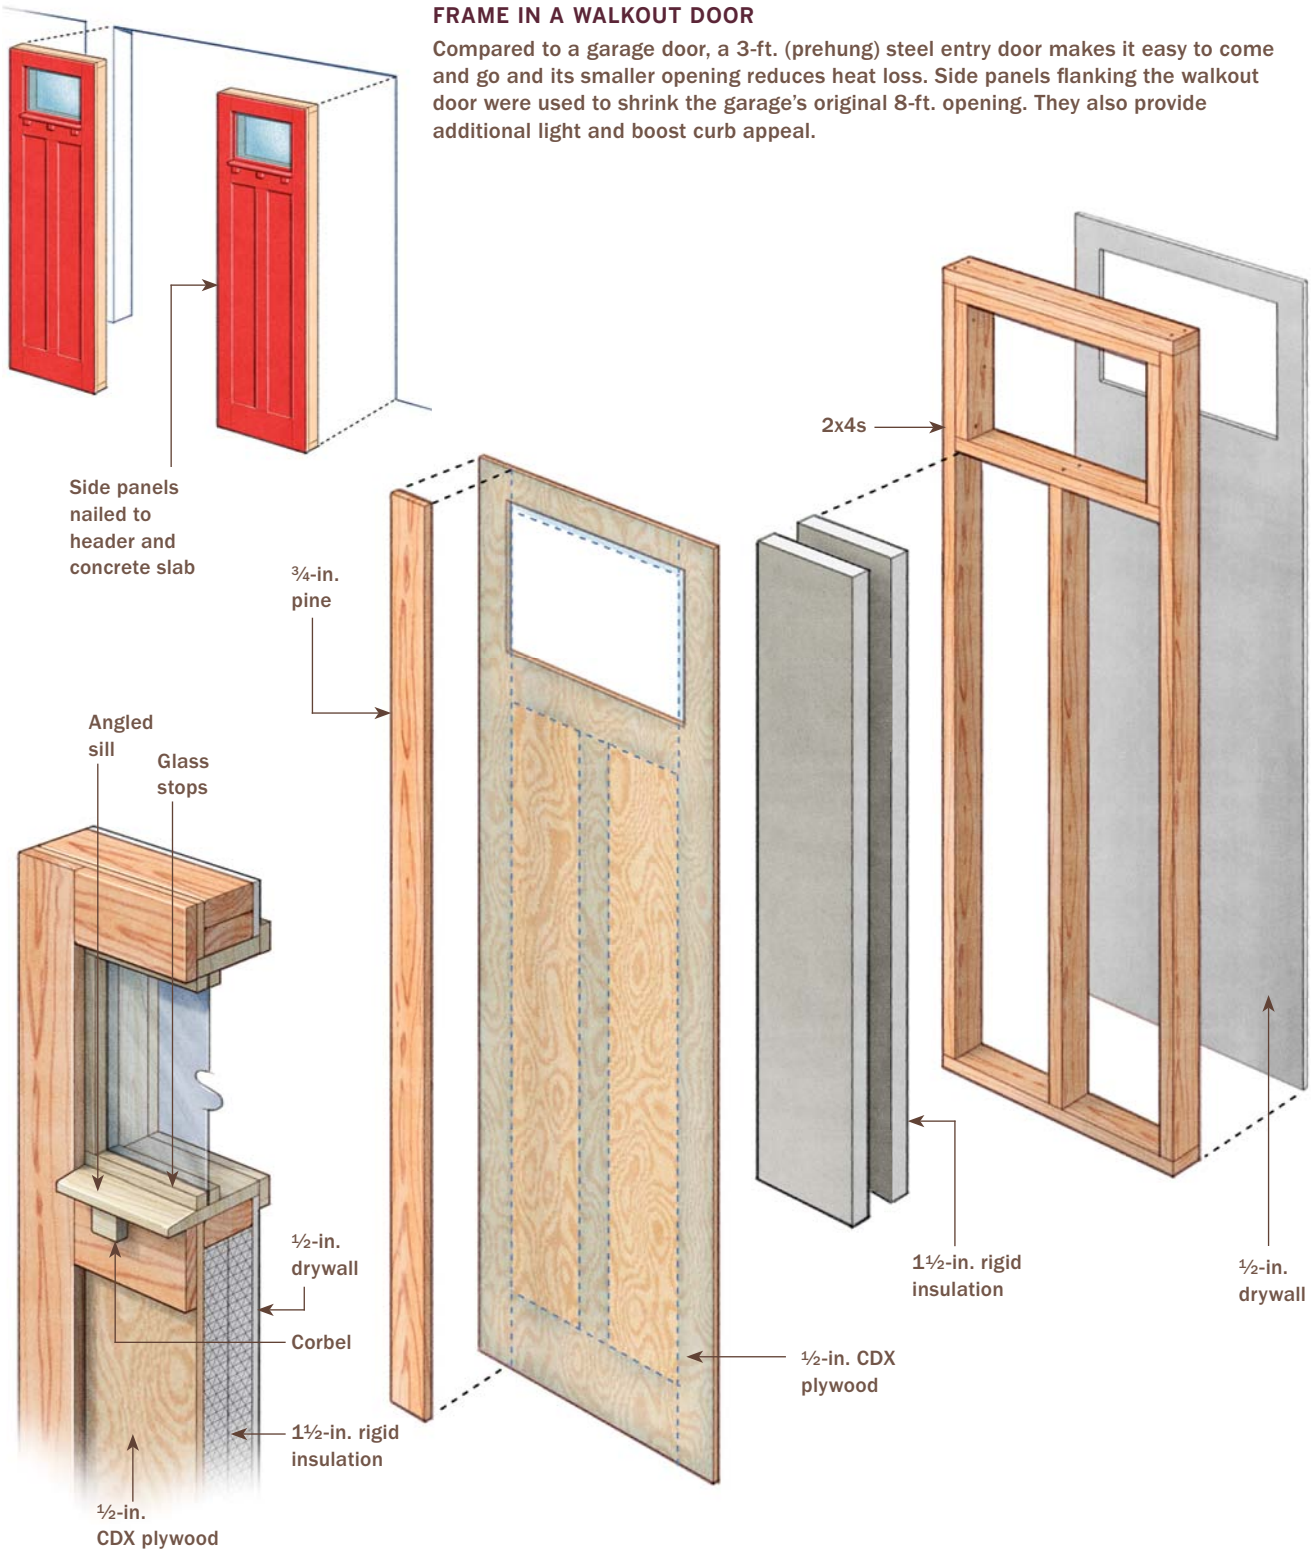 FRAME IN A WALKOUT DOOR
Compared to a garage door, a 3-ft. (prehung) steel entry door makes it easy to come
and go and its smaller opening reduces heat loss. Side panels flanking the walkout
door were used to shrink the garage’s original 8-ft. opening. They also provide
additional light and boost curb appeal.
Side panels
nailed to
header and
concrete slab
2x4s
¾-in.
pine
Angled
sill
Glass
stops
½-in.
drywall
Corbel
1½-in. rigid
insulation
½-in.
CDX plywood
½-in. CDX
plywood
1½-in. rigid
insulation
½-in.
drywall